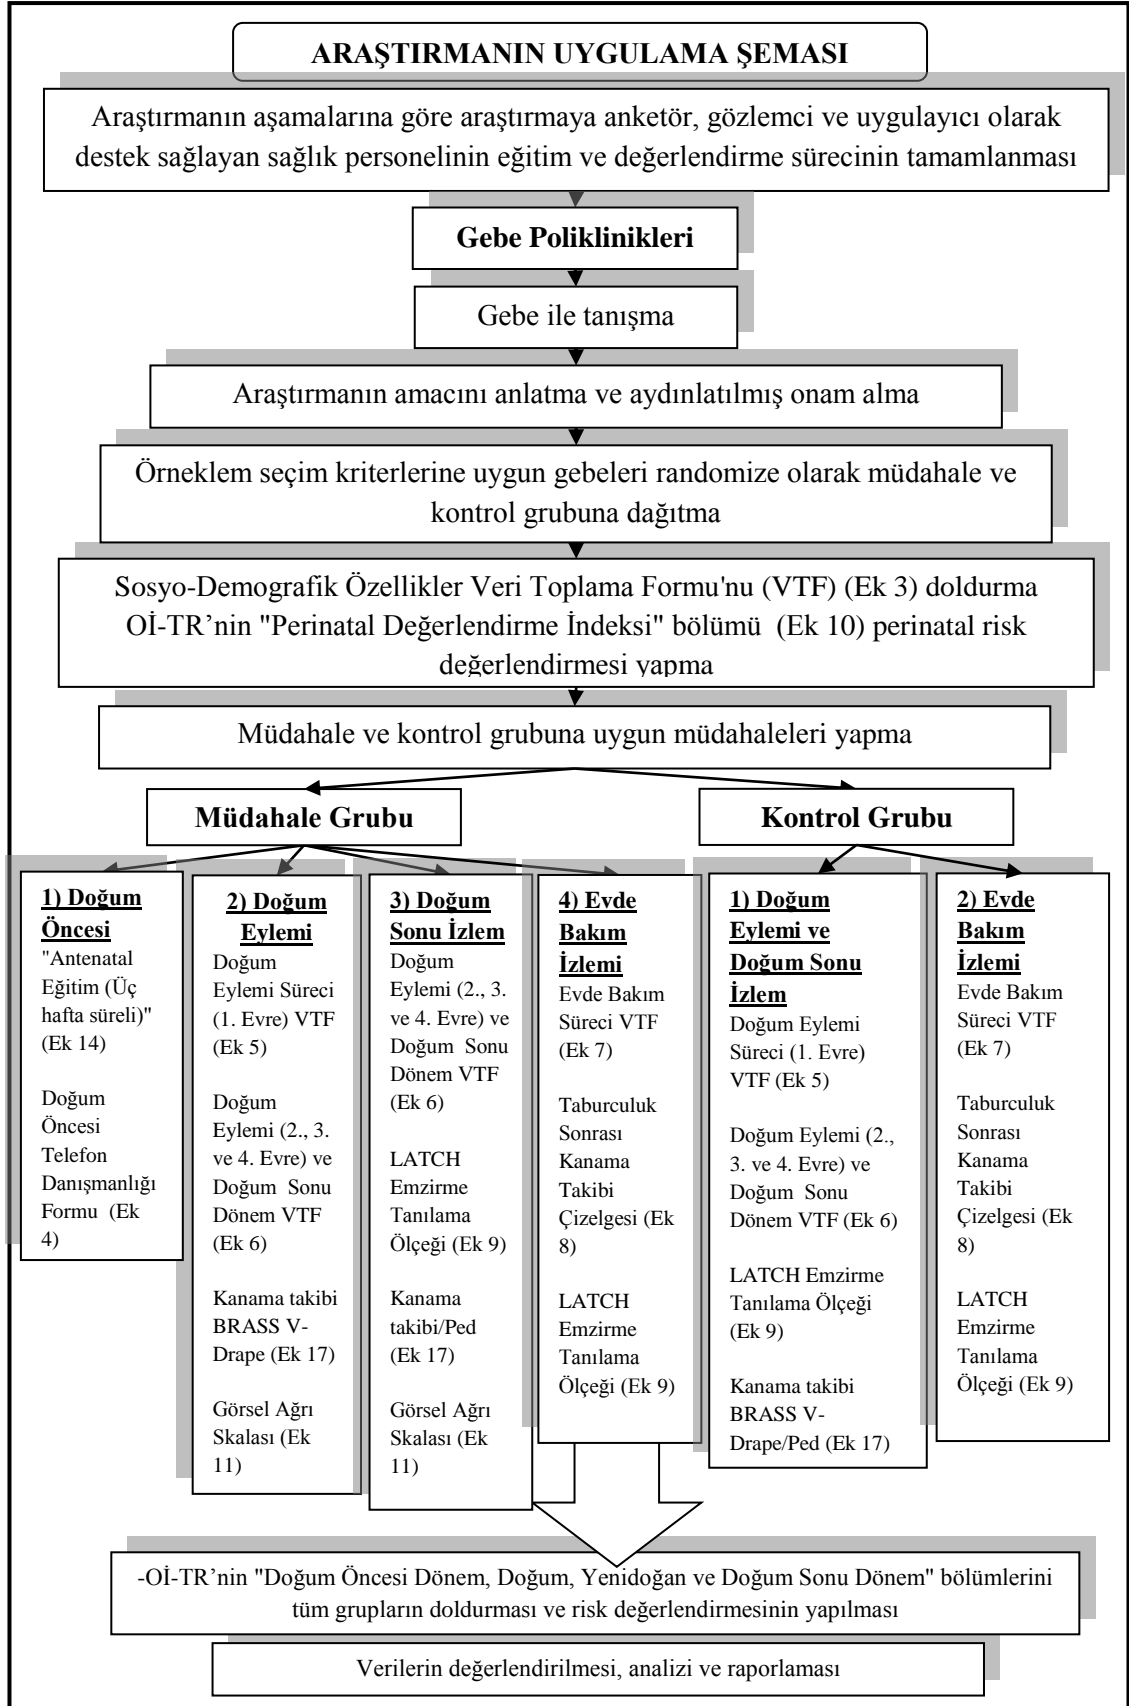 ARAŞTIRMANIN UYGULAMA ŞEMASI
Araştırmanın aşamalarına göre araştırmaya anketör, gözlemci ve uygulayıcı olarak
destek sağlayan sağlık personelinin eğitim ve değerlendirme sürecinin tamamlanması
Gebe Poliklinikleri
Gebe ile tanışma
Araştırmanın amacını anlatma ve aydınlatılmış onam alma
Örneklem seçim kriterlerine uygun gebeleri randomize olarak müdahale ve
kontrol grubuna dağıtma
Sosyo-Demografik Özellikler Veri Toplama Formu'nu (VTF) (Ek 3) doldurma
Oİ-TR’nin "Perinatal Değerlendirme İndeksi" bölümü (Ek 10) perinatal risk
değerlendirmesi yapma
Müdahale ve kontrol grubuna uygun müdahaleleri yapma
Müdahale Grubu
Kontrol Grubu
1) Doğum
Öncesi
"Antenatal
Eğitim (Üç
hafta süreli)"
(Ek 14)
Doğum
Öncesi
Telefon
Danışmanlığı
Formu (Ek
4)
2) Doğum
Eylemi
Doğum
Eylemi Süreci
(1. Evre) VTF
(Ek 5)
Doğum
Eylemi (2., 3.
ve 4. Evre) ve
Doğum Sonu
Dönem VTF
(Ek 6)
Kanama takibi
BRASS V-
Drape (Ek 17)
Görsel Ağrı
Skalası (Ek
11)
3) Doğum
Sonu İzlem
Doğum
Eylemi (2., 3.
ve 4. Evre) ve
Doğum Sonu
Dönem VTF
(Ek 6)
LATCH
Emzirme
Tanılama
Ölçeği (Ek 9)
Kanama
takibi/Ped
(Ek 17)
Görsel Ağrı
Skalası (Ek
11)
4) Evde
Bakım
İzlemi
Evde Bakım
Süreci VTF
(Ek 7)
Taburculuk
Sonrası
Kanama
Takibi
Çizelgesi (Ek
8)
LATCH
Emzirme
Tanılama
Ölçeği (Ek 9)
1) Doğum
Eylemi ve
Doğum Sonu
İzlem
Doğum Eylemi
Süreci (1. Evre)
VTF (Ek 5)
Doğum Eylemi (2.,
3. ve 4. Evre) ve
Doğum Sonu
Dönem VTF (Ek 6)
LATCH Emzirme
Tanılama Ölçeği
(Ek 9)
Kanama takibi
BRASS V-
Drape/Ped (Ek 17)
2) Evde
Bakım
İzlemi
Evde Bakım
Süreci VTF
(Ek 7)
Taburculuk
Sonrası
Kanama
Takibi
Çizelgesi (Ek
8)
LATCH
Emzirme
Tanılama
Ölçeği (Ek 9)
-Oİ-TR’nin "Doğum Öncesi Dönem, Doğum, Yenidoğan ve Doğum Sonu Dönem" bölümlerini
tüm grupların doldurması ve risk değerlendirmesinin yapılması
Verilerin değerlendirilmesi, analizi ve raporlaması